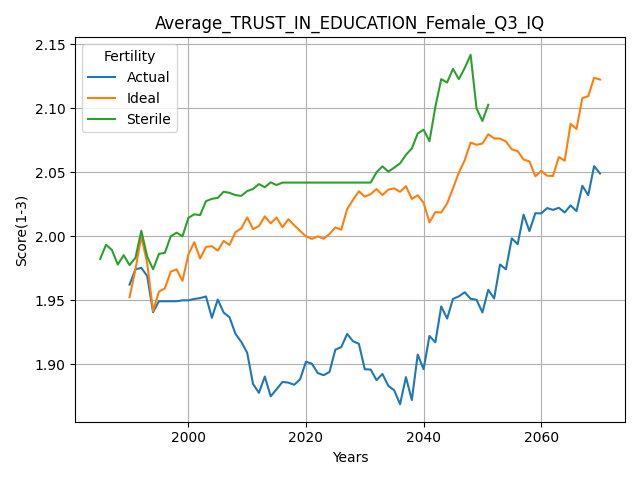 Average_TRUST_IN_EDUCATION_Female_Q3_IQ
Fertility
Actual
Ideal
Sterile
Score(1-3)
2.15
2.10
2.05
2.00
1.95
1.90
2000 2020 2040 2060
Years